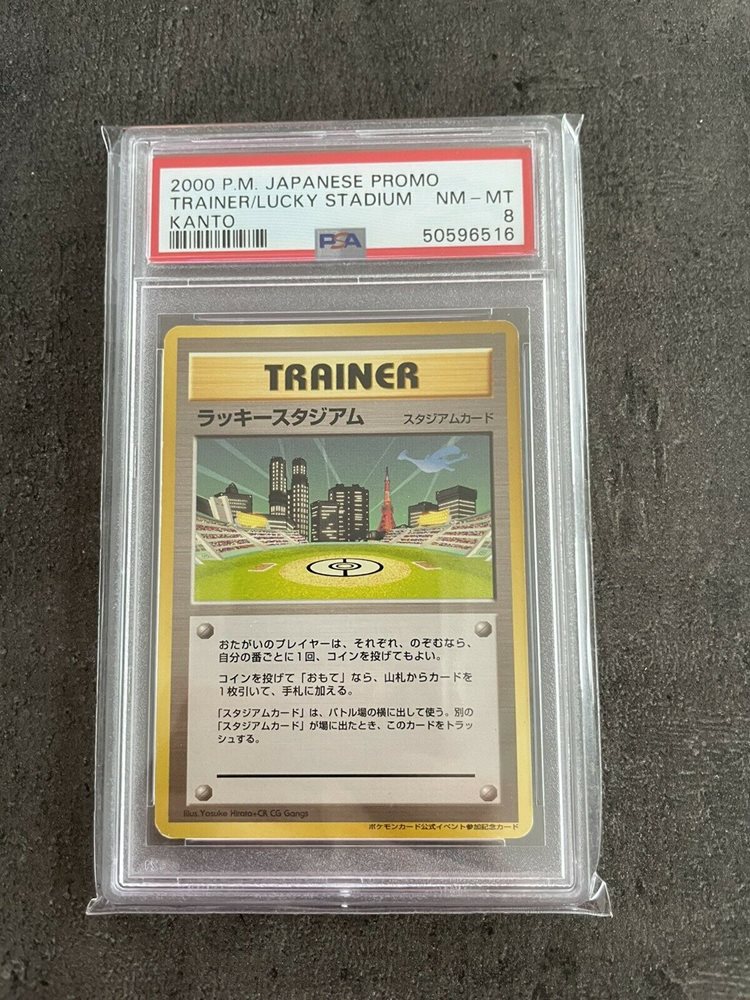 2000 P.M. JAPANESE PROMO
TRAINER/LUCKY STADIUM NM - MT
KANTO 8
PSA 50596516
TRAINER
ラッキースタジアム スタジアムカード
おたがいのプレイヤーは、それぞれ、のぞむなら、
自分の番ごとに1回、コインを投げてもよい。
コインを投げて「おもて」なら、山札からカードを
1枚引いて、手札に加える。
「スタジアムカード」は、バトル場の横に出して使う。別の
「スタジアムカード」が場に出たとき、このカードをトラッ
シュする。
Illus. Yosuke Hirata+CR CG Gangs
ポケモンカード公式イベント参加記念カード